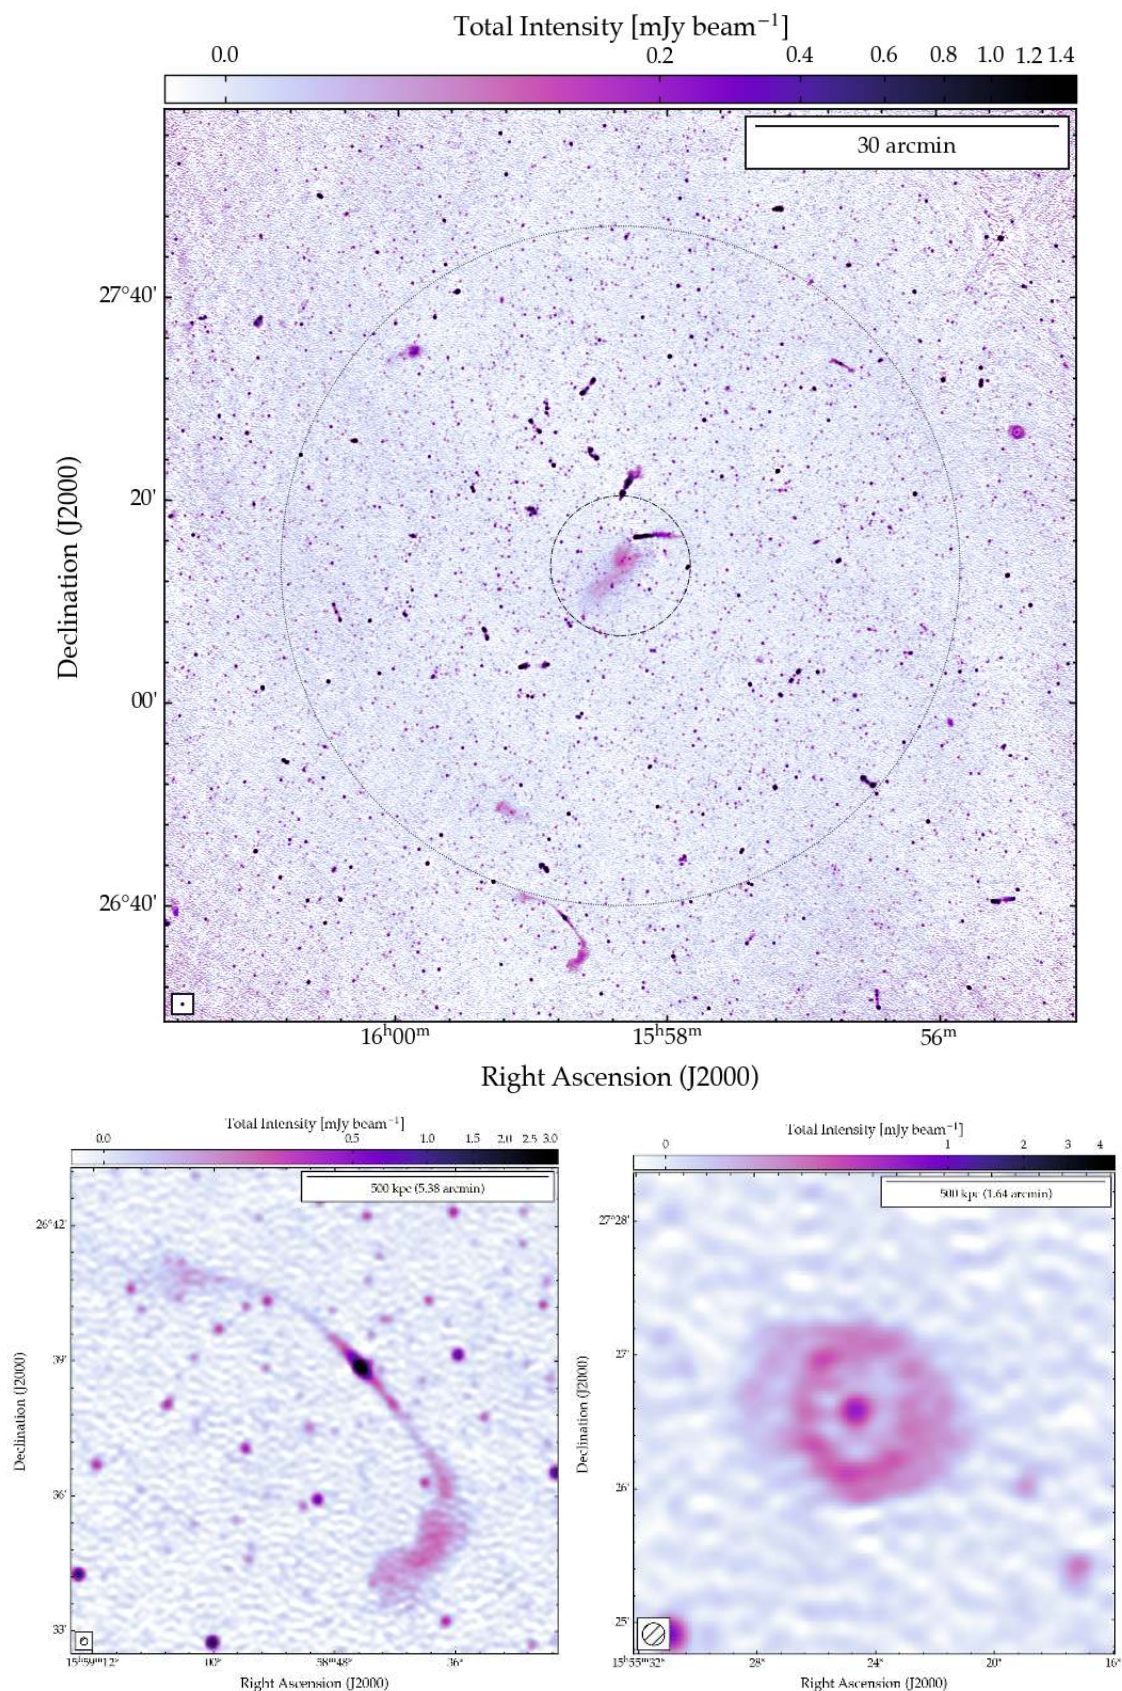 Total Intensity [mJy beam⁻¹]
0.0 0.2 0.4 0.6 0.8 1.0 1.2 1.4
30 arcmin
27°40'
20'
00'
26°40'
Declination (J2000)
16ʰ00ᵐ 15ʰ58ᵐ 56ᵐ
Right Ascension (J2000)
Total Intensity [mJy beam⁻¹]
0.0 0.5 1.0 1.5 2.0 2.5 3.0
500 kpc (5.38 arcmin)
26°42'
39'
36'
33'
Declination (J2000)
15ʰ59ᵐ12ˢ 00ˢ 58ᵐ48ˢ 36ˢ
Right Ascension (J2000)
Total Intensity [mJy beam⁻¹]
0 1 2 3 4
500 kpc (1.64 arcmin)
27°28'
27'
26'
25'
Declination (J2000)
15ʰ55ᵐ32ˢ 28ˢ 24ˢ 20ˢ 16ˢ
Right Ascension (J2000)